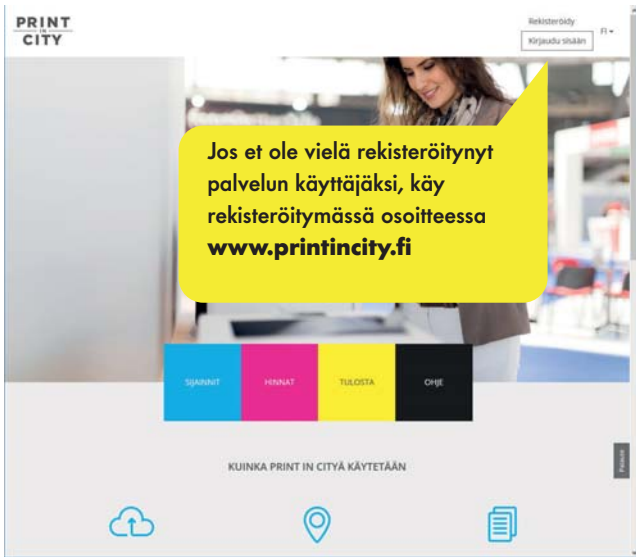 PRINT
IN
CITY
Rekisteröidy
Kirjaudu sisään
FI
Jos et ole vielä rekisteröitynyt
palvelun käyttäjäksi, käy
rekisteröitymässä osoitteessa
www.printincity.fi
SIJAINNIT
HINNAT
TULOSTA
OHJE
KUINKA PRINT IN CITYÄ KÄYTETÄÄN
Palaute